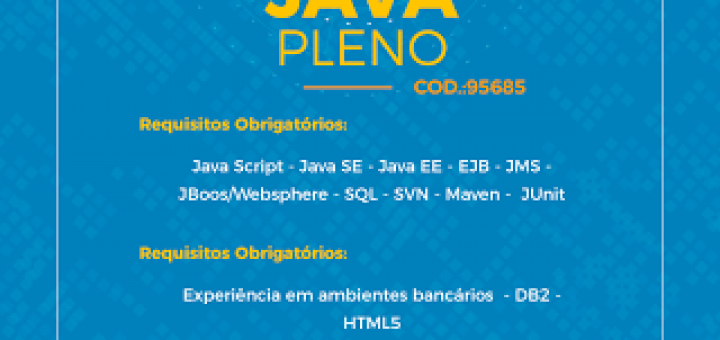 JAVA
PLENO
COD.:95685
Requisitos Obrigatórios:
Java Script - Java SE - Java EE - EJB - JMS -
JBoos/Websphere - SQL - SVN - Maven - JUnit
Requisitos Obrigatórios:
Experiência em ambientes bancários - DB2 -
HTML5